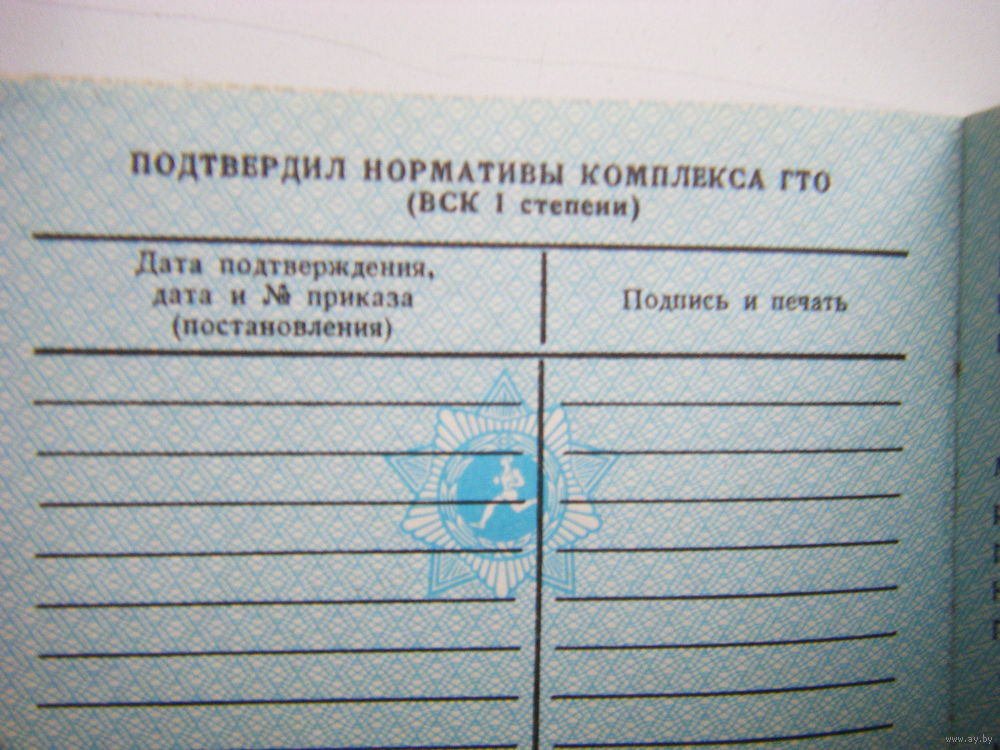 ПОДТВЕРДИЛ НОРМАТИВЫ КОМПЛЕКСА ГТО
(ВСК I степени)
Дата подтверждения,
дата и № приказа
(постановления)
Подпись и печать
www.ay.by